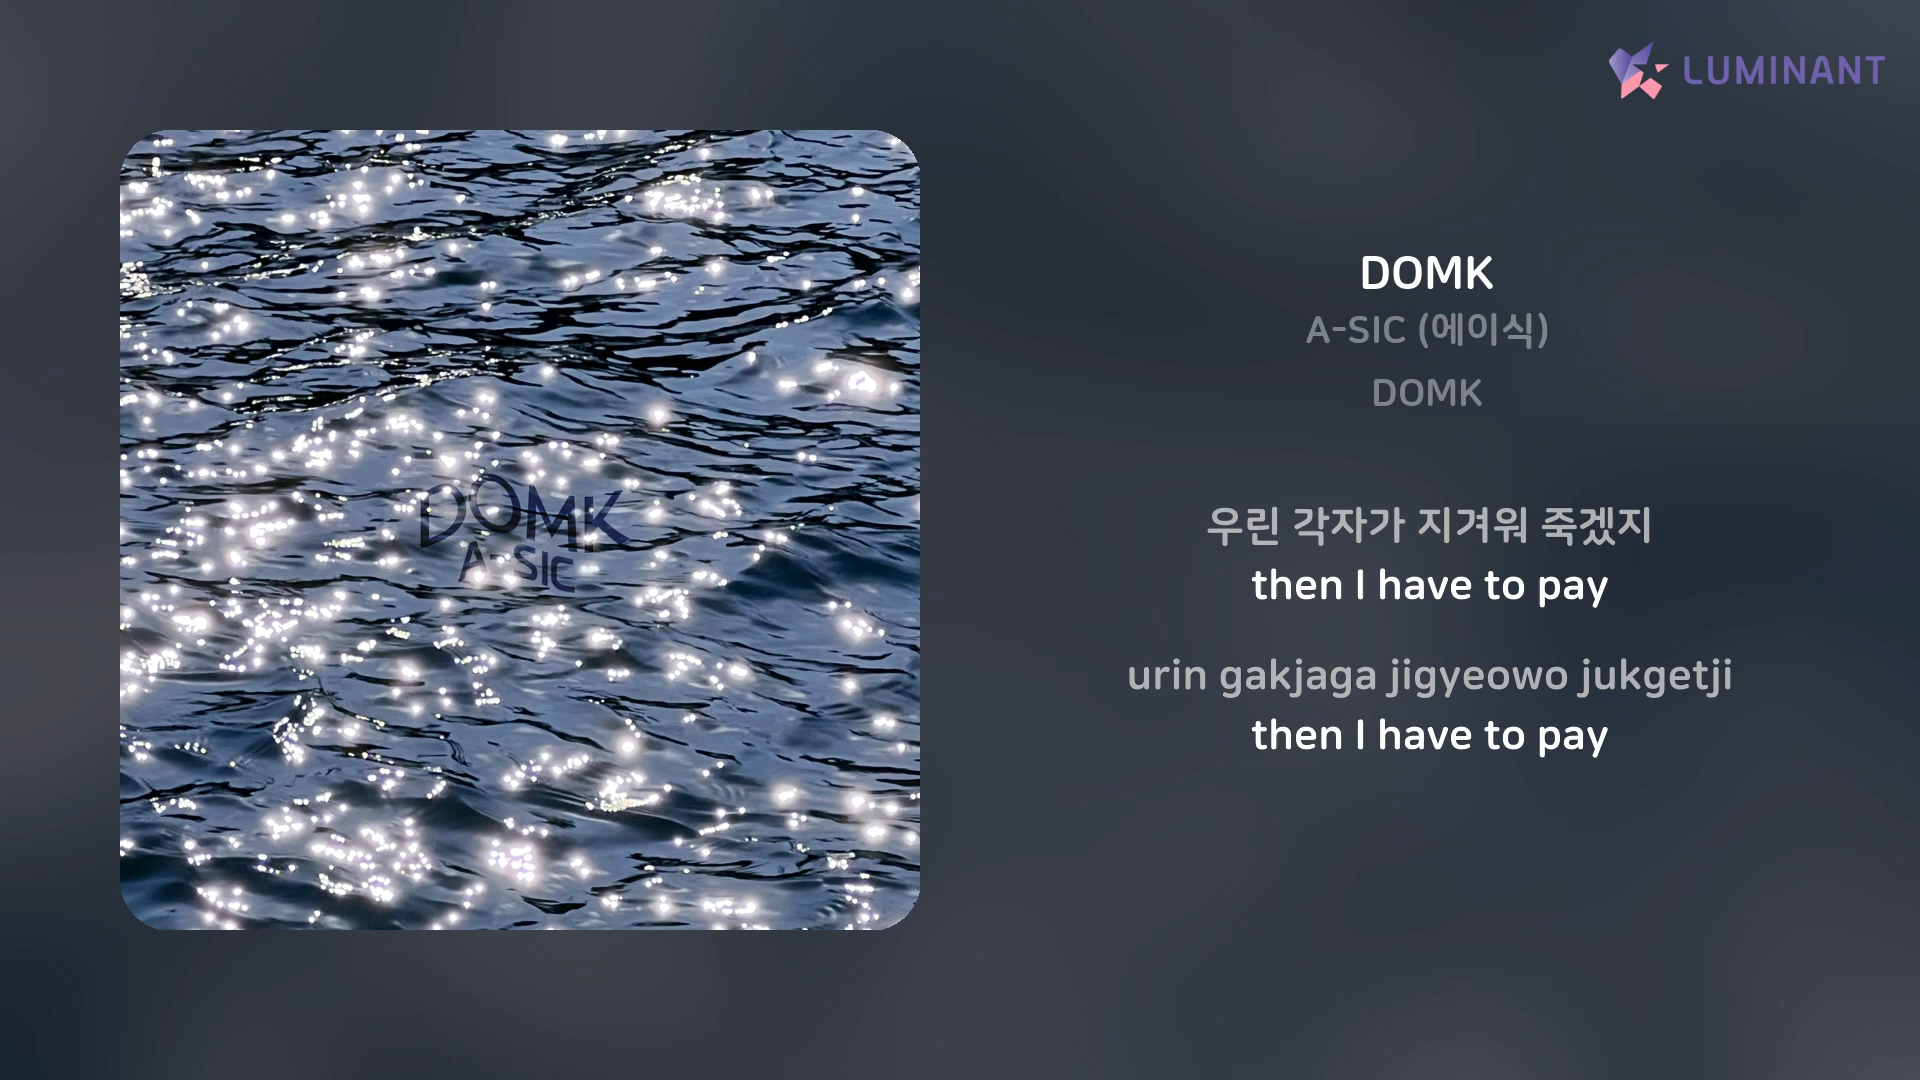 LUMINANT
DOMK
A-SIC
DOMK
A-SIC (에이식)
DOMK
우린 각자가 지겨워 죽겠지
then I have to pay
urin gakjaga jigyeowo jukgetji
then I have to pay